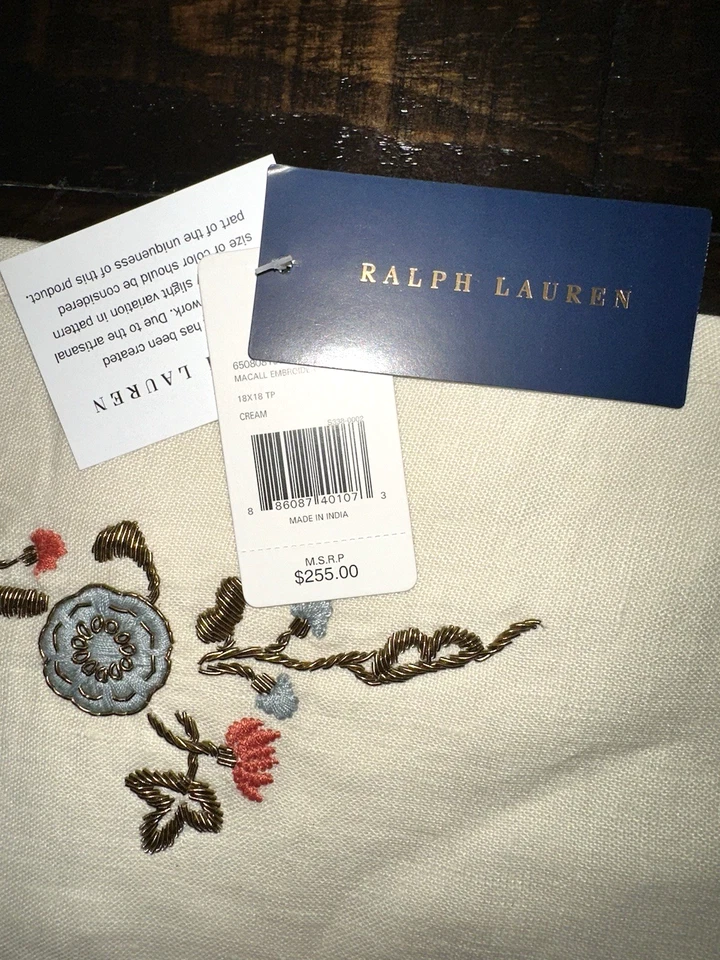 RALPH LAUREN
LAUREN
has been created
work. Due to the artisanal
slight variation in pattern
size or color should be considered
part of the uniqueness of this product.
MACALL
18X18 TP
CREAM
8 86087 40107 3
MADE IN INDIA
M.S.R.P
$255.00